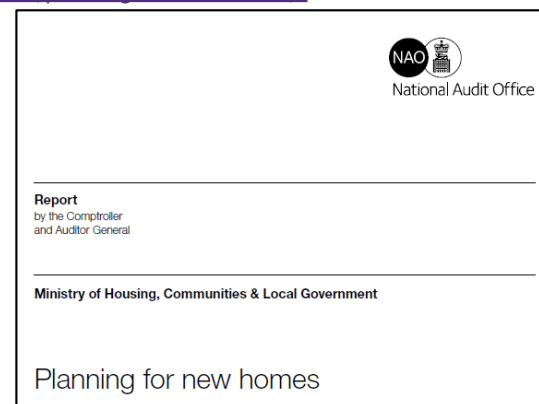 NAO
National Audit Office
Report
by the Comptroller
and Auditor General
Ministry of Housing, Communities & Local Government
Planning for new homes